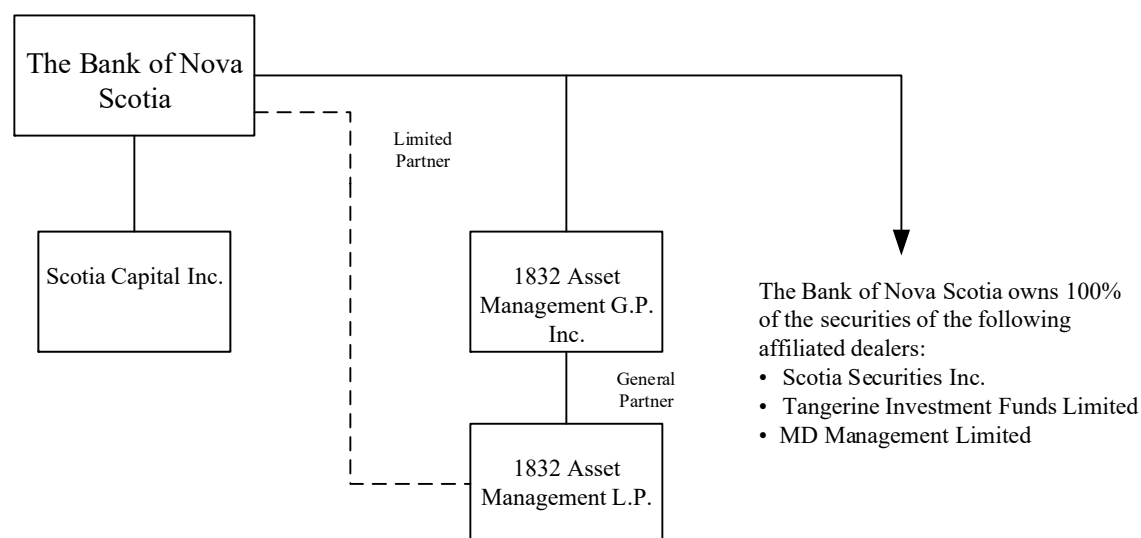 The Bank of Nova
Scotia
Limited
Partner
Scotia Capital Inc.
1832 Asset
Management G.P.
Inc.
The Bank of Nova Scotia owns 100%
of the securities of the following
affiliated dealers:
• Scotia Securities Inc.
• Tangerine Investment Funds Limited
• MD Management Limited
General
Partner
1832 Asset
Management L.P.